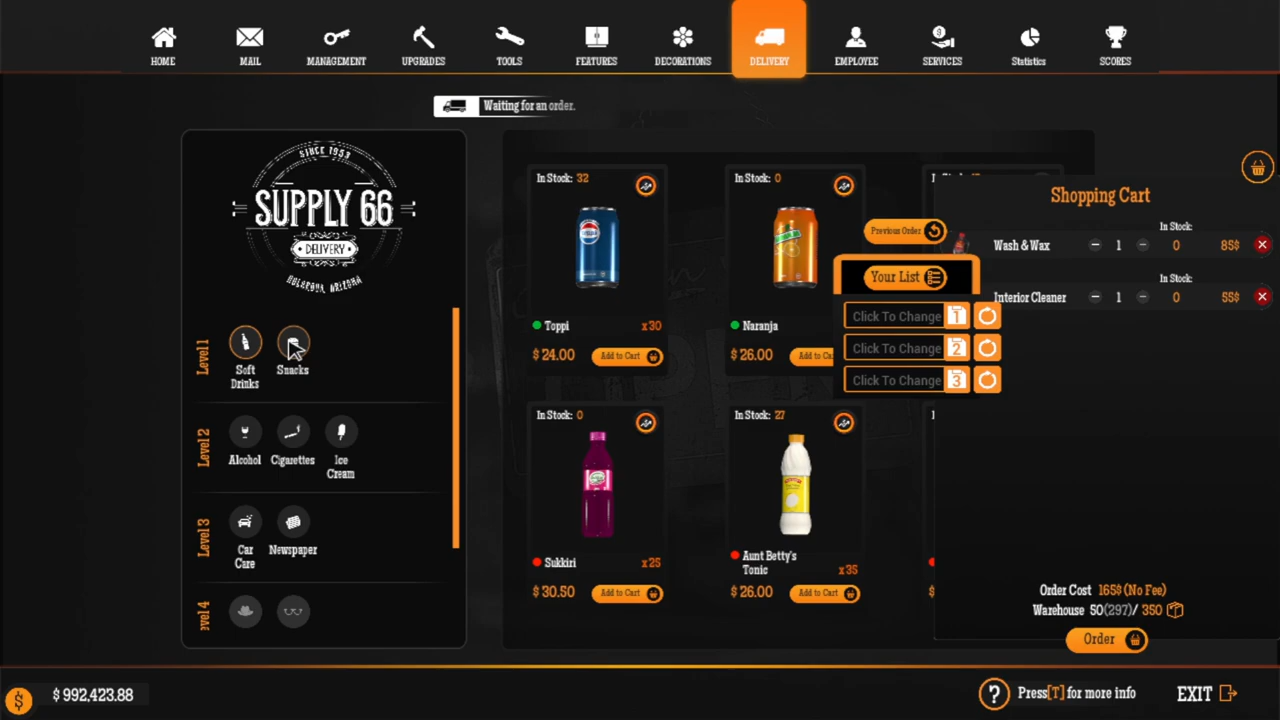 HOME
MAIL
MANAGEMENT
UPGRADES
TOOLS
FEATURES
DECORATIONS
DELIVERY
EMPLOYEE
SERVICES
Statistics
SCORES
Waiting for an order.
SINCE 1953
SUPPLY 66
DELIVERY
Level 1
Soft Drinks
Snacks
Level 2
Alcohol
Cigarettes
Ice Cream
Level 3
Car Care
Newspaper
evel 4
In Stock: 32
Toppi x30
$ 24.00 Add to Cart
In Stock: 0
Naranja
$ 26.00 Add to Ca
In Stock: 0
Sukkiri x25
$ 30.50 Add to Cart
In Stock: 27
Aunt Betty's
Tonic x35
$ 26.00 Add to Cart
$
Previous Order
Your List
Click To Change 1
Click To Change 2
Click To Change 3
Shopping Cart
In Stock:
Wash & Wax − 1 − 0 85$
In Stock:
Interior Cleaner − 1 − 0 55$
Order Cost 165$ (No Fee)
Warehouse 50(297)/ 350
Order
$ $ 992,423.88
? Press[T] for more info
EXIT